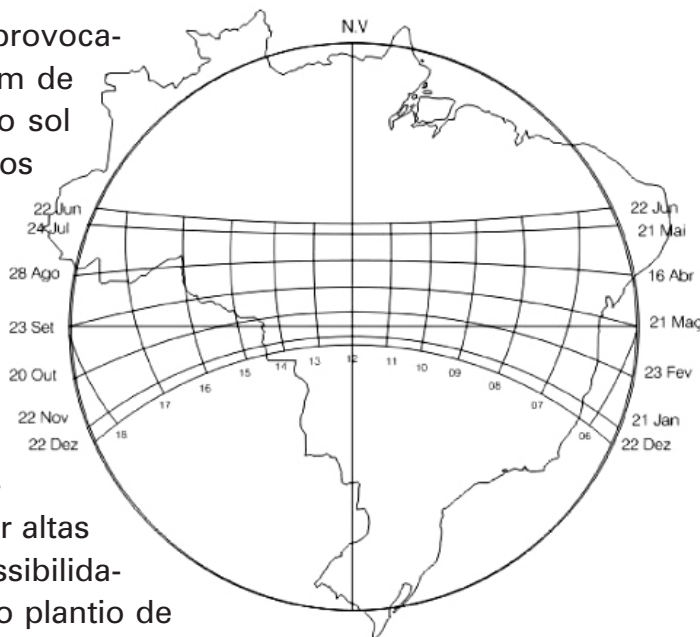 N.V
provoca-
m de
o sol
os
22 Jun
24 Jul
28 Ago
23 Set
20 Out
22 Nov
22 Dez
22 Jun
21 Mai
16 Abr
21 Març
23 Fev
21 Jan
22 Dez
18
17
16
15
14
13
12
11
10
09
08
07
06
r altas
ssibilida-
o plantio de